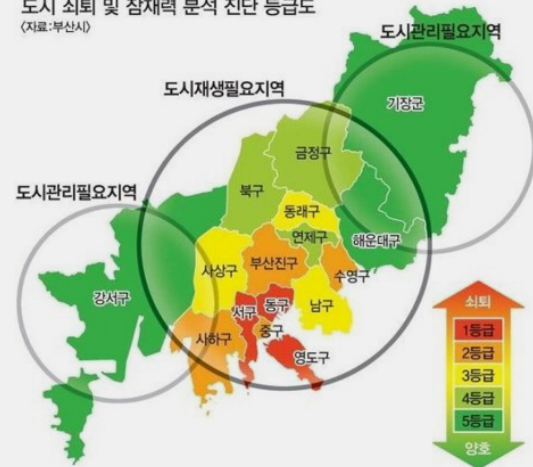 도시 쇠퇴 및 잠재력 분석 진단 등급도
〈자료:부산시〉
도시관리필요지역
기장군
도시재생필요지역
금정구
북구
도시관리필요지역
동래구
연제구
해운대구
사상구
부산진구
수영구
강서구
서구
동구
남구
사하구
중구
영도구
쇠퇴
1등급
2등급
3등급
4등급
5등급
양호